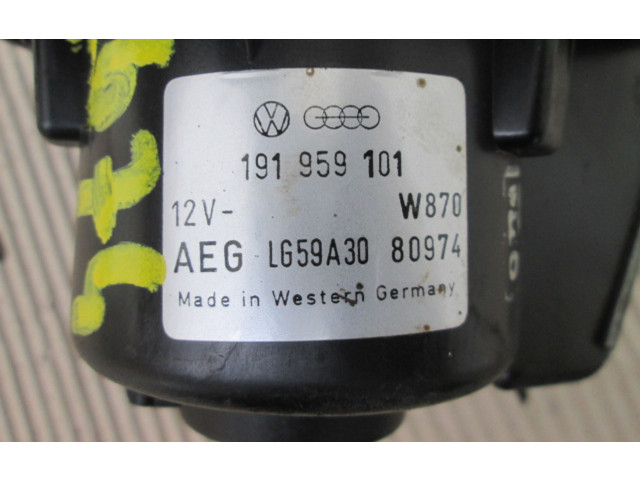 191 959 101
12V- W870
AEG LG59A30 80974
Made in Western Germany